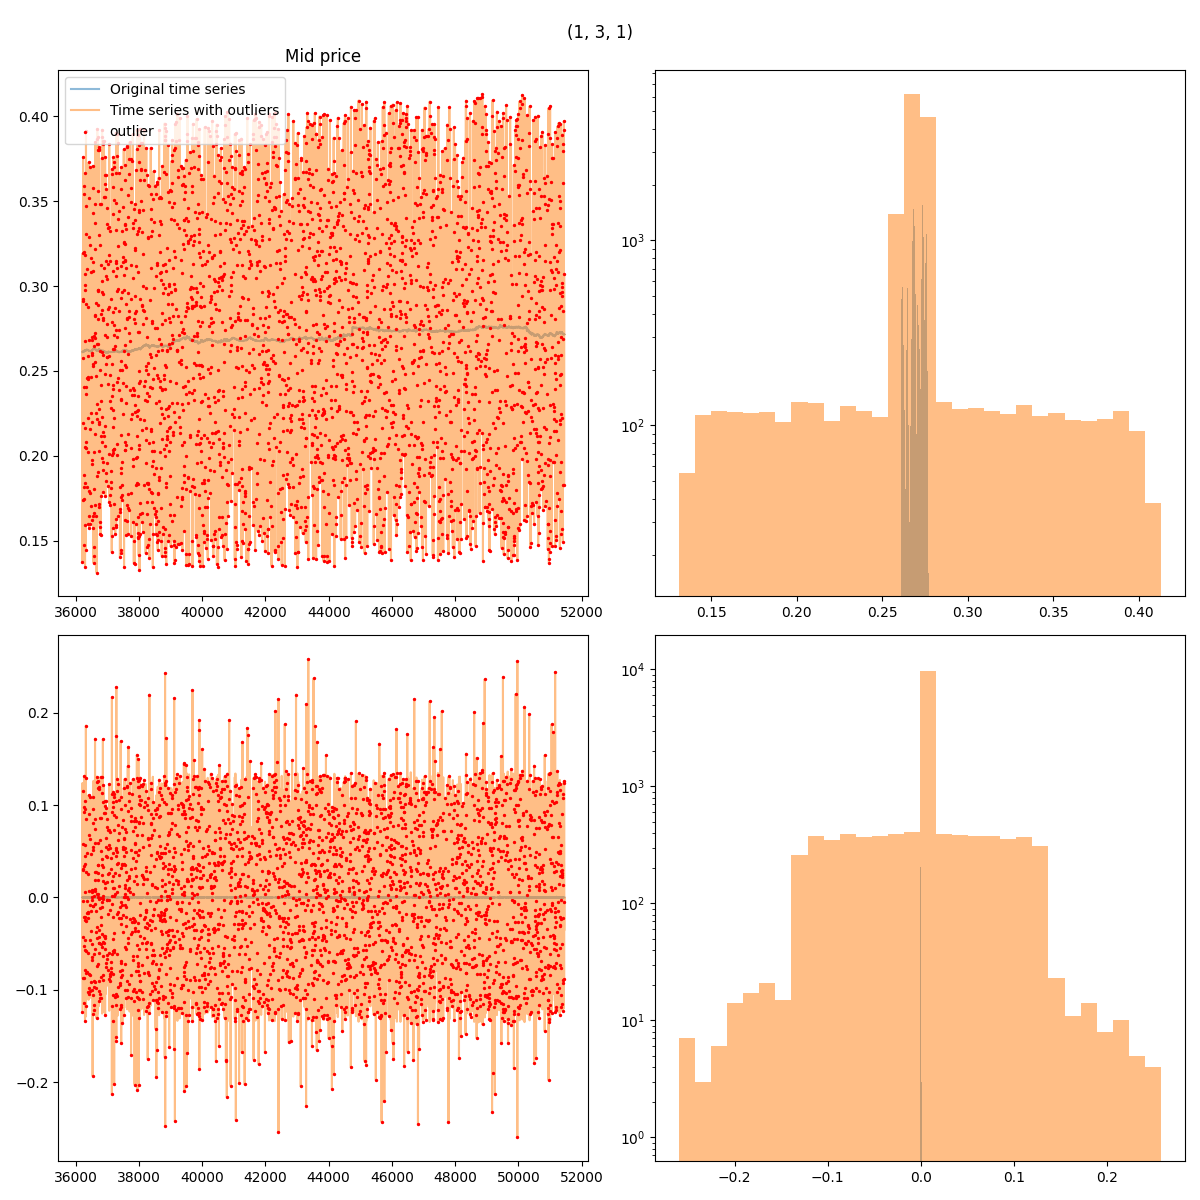 (1, 3, 1)
Mid price
Original time series
Time series with outliers
outlier
0.40
0.35
0.30
0.25
0.20
0.15
36000 38000 40000 42000 44000 46000 48000 50000 52000
10³
10²
0.15 0.20 0.25 0.30 0.35 0.40
0.2
0.1
0.0
−0.1
−0.2
36000 38000 40000 42000 44000 46000 48000 50000 52000
10⁴
10³
10²
10¹
10⁰
−0.2 −0.1 0.0 0.1 0.2